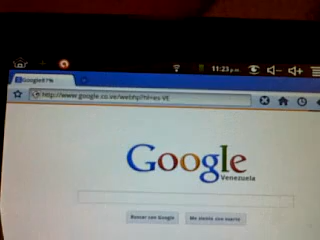 11:23 pm
Google
http://www.google.co.ve/webhp?hl=es-VE
Google
Venezuela
Buscar con Google
Me siento con suerte